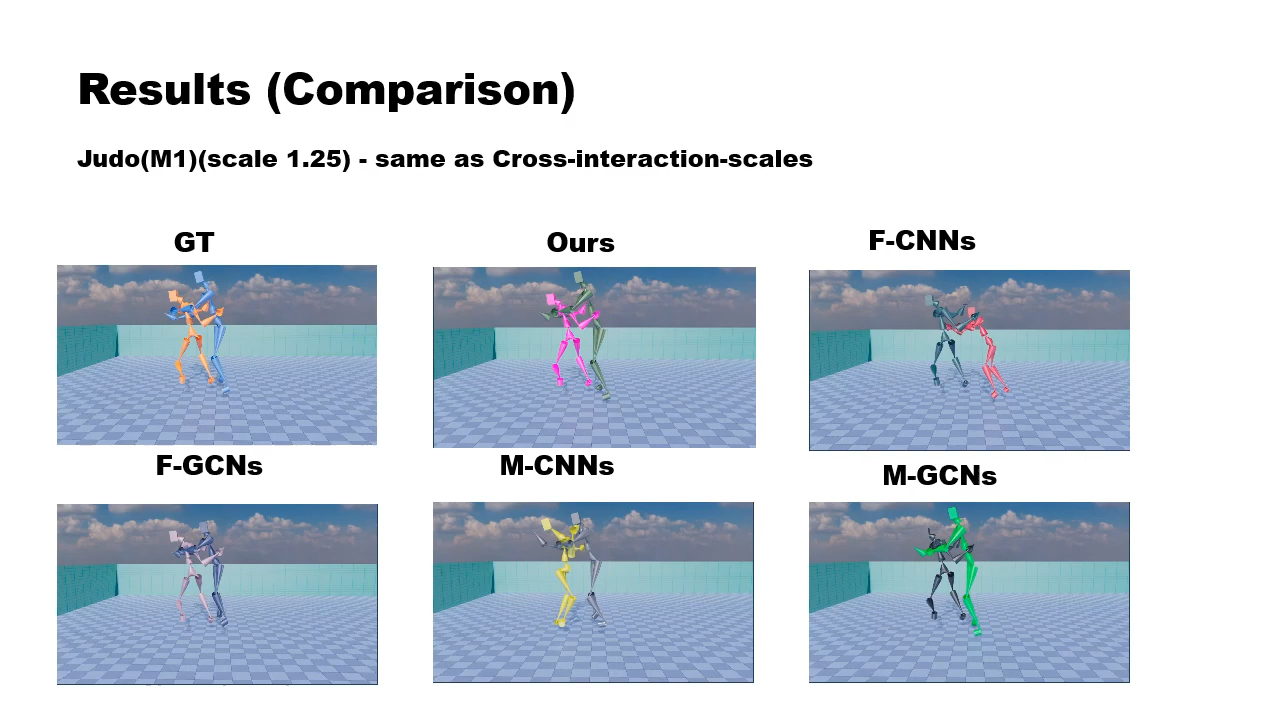 Results (Comparison)
Judo(M1)(scale 1.25) - same as Cross-interaction-scales
GT
Ours
F-CNNs
F-GCNs
M-CNNs
M-GCNs